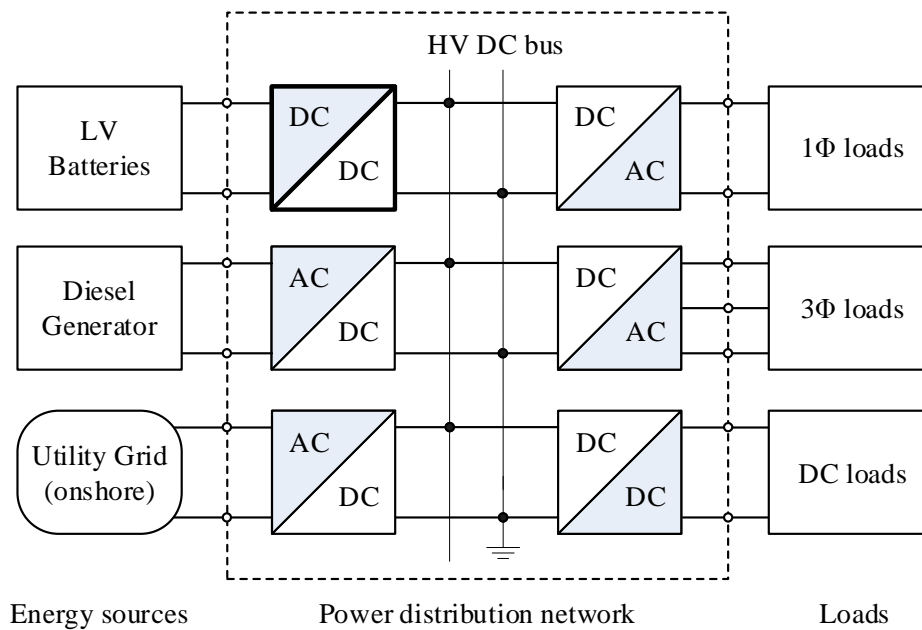 HV DC bus
LV
Batteries
DC
DC
DC
AC
1Φ loads
Diesel
Generator
AC
DC
DC
AC
3Φ loads
Utility Grid
(onshore)
AC
DC
DC
DC
DC loads
Energy sources
Power distribution network
Loads